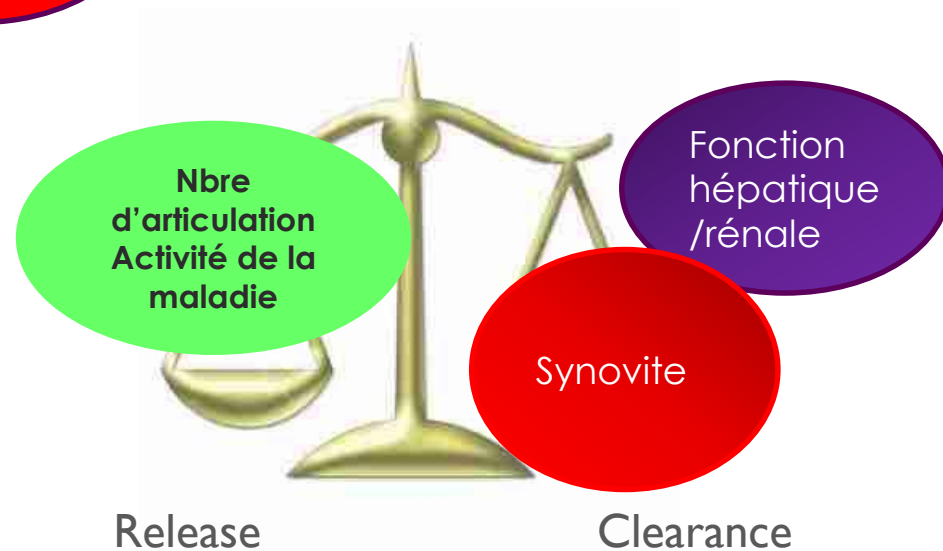 Nbre
d’articulation
Activité de la
maladie
Fonction
hépatique
/rénale
Synovite
Release
Clearance